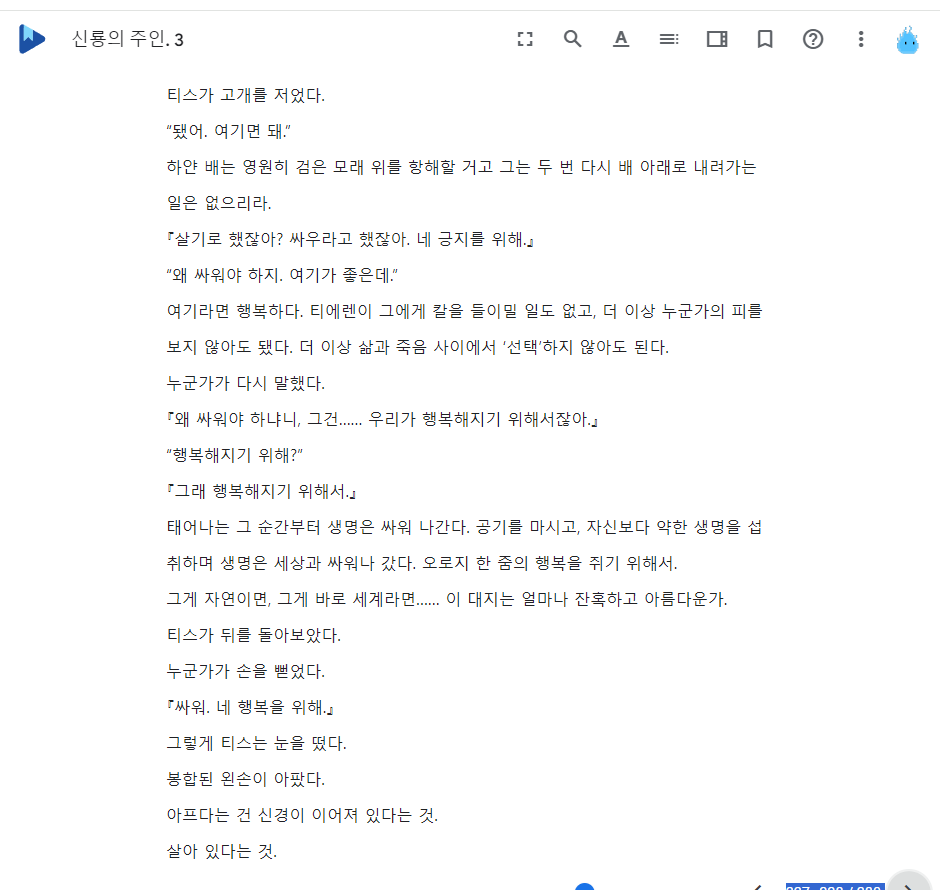 신룡의 주인. 3
티스가 고개를 저었다.
“됐어. 여기면 돼.”
하얀 배는 영원히 검은 모래 위를 항해할 거고 그는 두 번 다시 배 아래로 내려가는
일은 없으리라.
『살기로 했잖아? 싸우라고 했잖아. 네 긍지를 위해.』
“왜 싸워야 하지. 여기가 좋은데.”
여기라면 행복하다. 티에렌이 그에게 칼을 들이밀 일도 없고, 더 이상 누군가의 피를
보지 않아도 됐다. 더 이상 삶과 죽음 사이에서 ‘선택’하지 않아도 된다.
누군가가 다시 말했다.
『왜 싸워야 하냐니, 그건…… 우리가 행복해지기 위해서잖아.』
“행복해지기 위해?”
『그래 행복해지기 위해서.』
태어나는 그 순간부터 생명은 싸워 나간다. 공기를 마시고, 자신보다 약한 생명을 섭
취하며 생명은 세상과 싸워나 갔다. 오로지 한 줌의 행복을 쥐기 위해서.
그게 자연이면, 그게 바로 세계라면…… 이 대지는 얼마나 잔혹하고 아름다운가.
티스가 뒤를 돌아보았다.
누군가가 손을 뻗었다.
『싸워. 네 행복을 위해.』
그렇게 티스는 눈을 떴다.
봉합된 왼손이 아팠다.
아프다는 건 신경이 이어져 있다는 것.
살아 있다는 것.